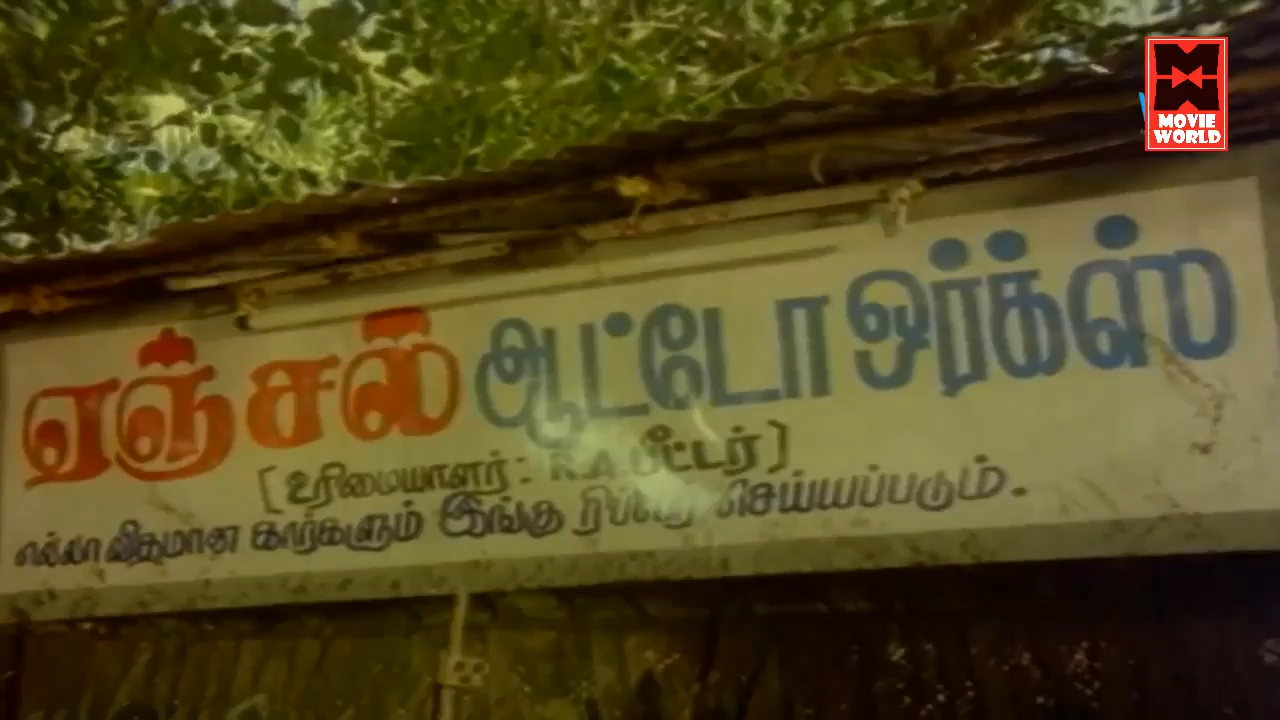 ஏஞ்சல் ஆட்டோ ஒர்க்ஸ்
[உரிமையாளர்: R.A.பீட்டர்]
எல்லாவிதமான கார்களும் இங்கு ரிப்பேர் செய்யப்படும்.
MOVIE
WORLD